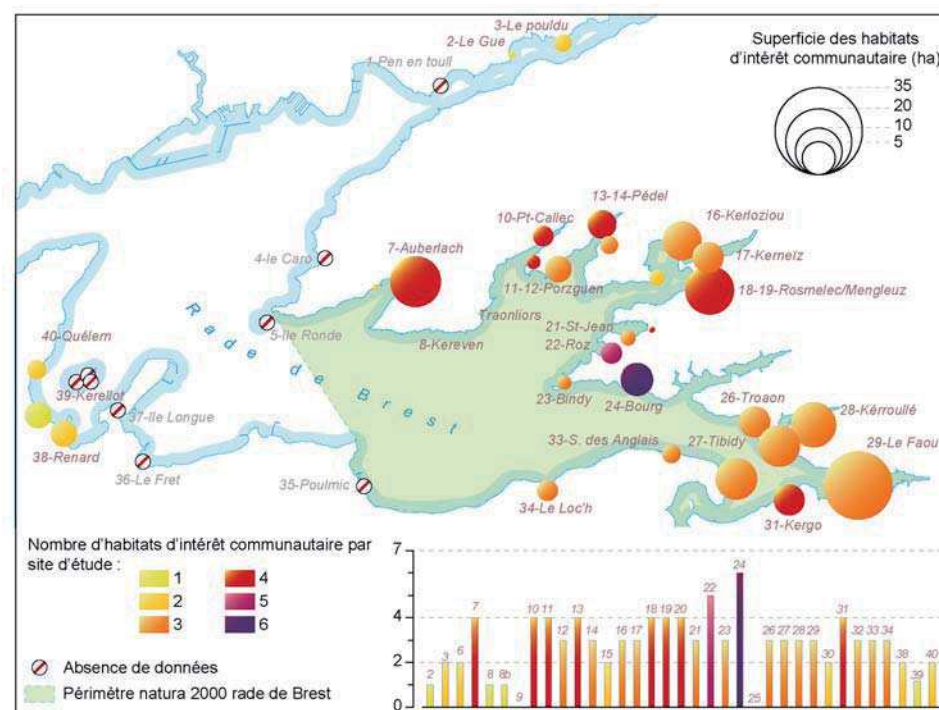 3-Le pouldu
2-Le Gue
1-Pen en toull
Superficie des habitats
d'intérêt communautaire (ha)
35
20
10
5
13-14-Pédel
10-Pt-Callec
16-Kerloziou
7-Auberlach
17-Kerneïz
4-le Caro
11-12-Porzguen
18-19-Rosmelec/Mengleuz
Traonliors
5-Ile Ronde
21-St-Jean
8-Kereven
22-Roz
40-Quélern
Rade de Brest
39-Kerellot
23-Bindy
24-Bourg
26-Troaon
37-Ile Longue
28-Kérroullé
33-S. des Anglais
27-Tibidy
38-Renard
29-Le Faou
36-Le Fret
35-Poulmic
34-Le Loc'h
31-Kergo
Nombre d'habitats d'intérêt communautaire par
site d'étude :
1 4
2 5
3 6
Absence de données
Périmètre natura 2000 rade de Brest
7
4
2
0
2 3 6 7 8 8b 9 10 11 12 13 14 15 16 17 18 19 20 21 22 23 24 25 26 27 28 29 30 31 32 33 34 38 39 40